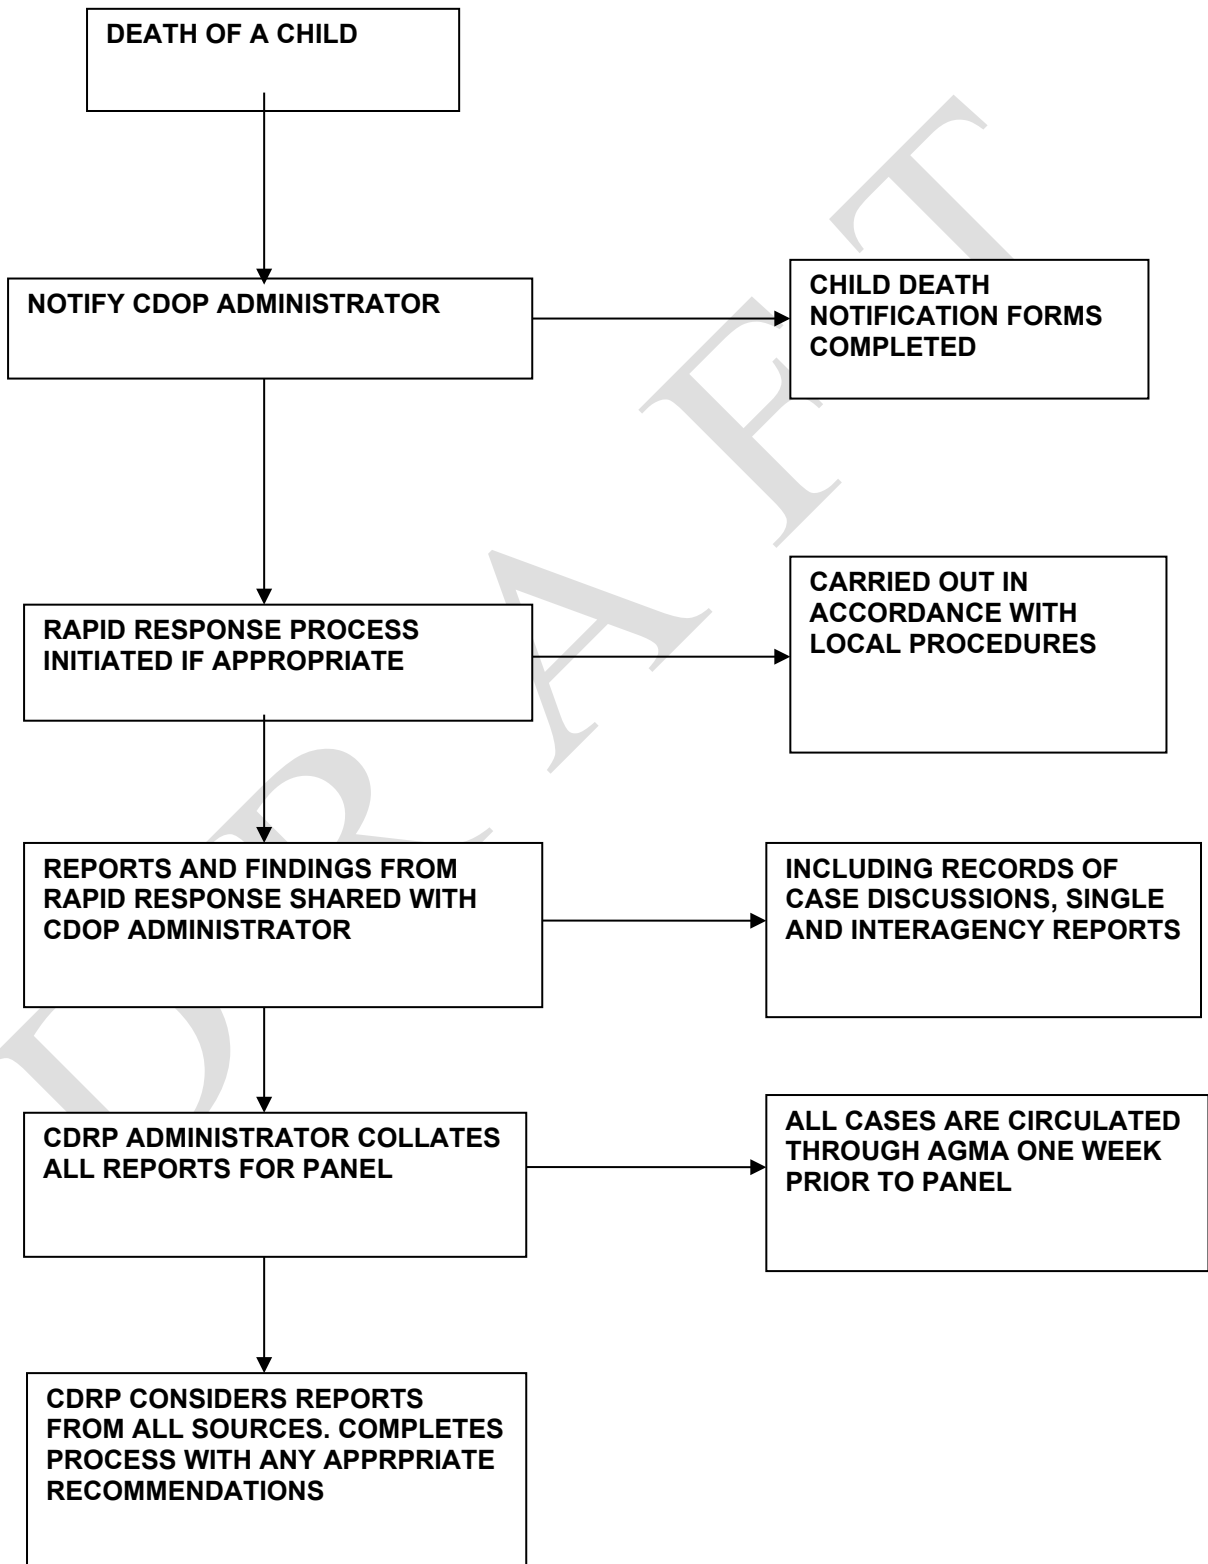 DEATH OF A CHILD
NOTIFY CDOP ADMINISTRATOR
CHILD DEATH
NOTIFICATION FORMS
COMPLETED
RAPID RESPONSE PROCESS
INITIATED IF APPROPRIATE
CARRIED OUT IN
ACCORDANCE WITH
LOCAL PROCEDURES
REPORTS AND FINDINGS FROM
RAPID RESPONSE SHARED WITH
CDOP ADMINISTRATOR
INCLUDING RECORDS OF
CASE DISCUSSIONS, SINGLE
AND INTERAGENCY REPORTS
CDRP ADMINISTRATOR COLLATES
ALL REPORTS FOR PANEL
ALL CASES ARE CIRCULATED
THROUGH AGMA ONE WEEK
PRIOR TO PANEL
CDRP CONSIDERS REPORTS
FROM ALL SOURCES. COMPLETES
PROCESS WITH ANY APPRPRIATE
RECOMMENDATIONS
DRAFT